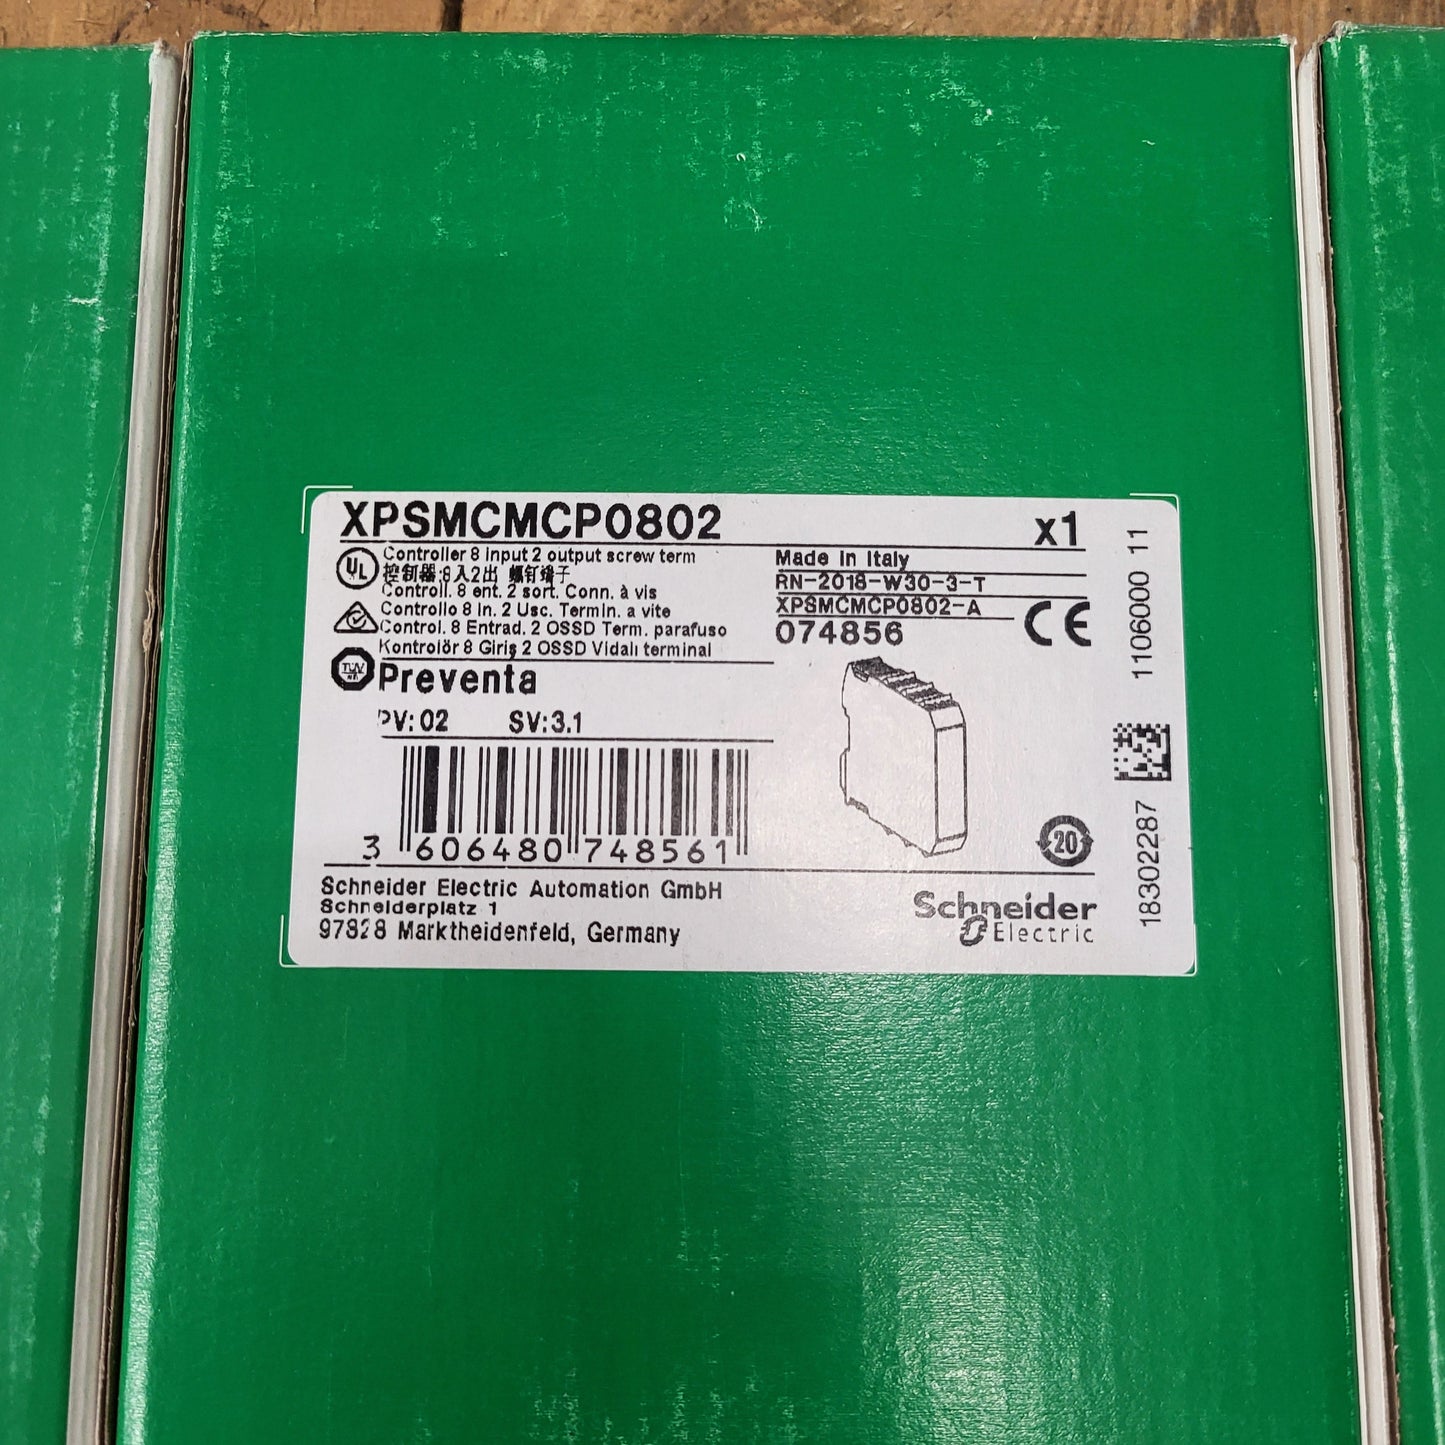 XPSMCMCP0802
x1
Controller 8 input 2 output screw term
控制器:8入2出 螺钉端子
Controll. 8 ent. 2 sort. Conn. à vis
Controllo 8 In. 2 Usc. Termin. a vite
Control. 8 Entrad. 2 OSSD Term. parafuso
Kontrolör 8 Giriş 2 OSSD Vidalı terminal
UL
TÜV
Preventa
PV: 02 SV:3.1
3 606480 748561
Made in Italy
RN-2018-W30-3-T
XPSMCMCP0802-A
074856
CE
20
Schneider Electric Automation GmbH
Schneiderplatz 1
97828 Marktheidenfeld, Germany
Schneider
Electric
1106000 11
18302287